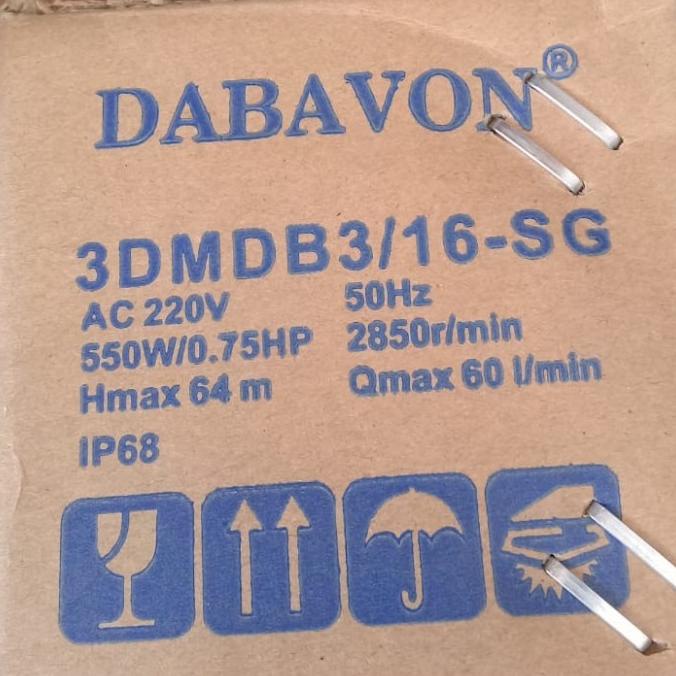 DABAVON®
3DMDB3/16-SG
AC 220V 50Hz
550W/0.75HP 2850r/min
Hmax 64 m Qmax 60 l/min
IP68